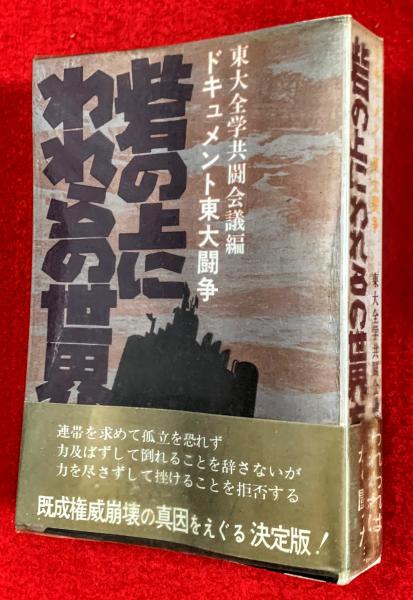 東大全学共闘会議編
ドキュメント東大闘争
砦の上に
われらの世界
連帯を求めて孤立を恐れず
力及ばずして倒れることを辞さないが
力を尽さずして挫けることを拒否する
既成権威崩壊の真因をえぐる決定版!
砦の上にわれらの世界を
東大全学共闘会議